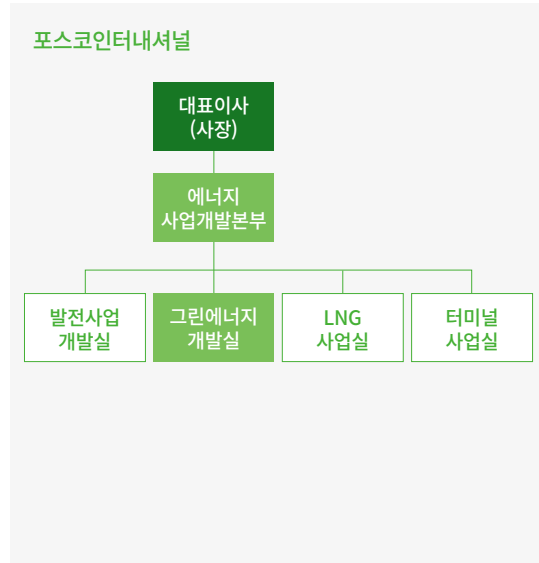 포스코인터내셔널
대표이사
(사장)
에너지
사업개발본부
발전사업
개발실
그린에너지
개발실
LNG
사업실
터미널
사업실